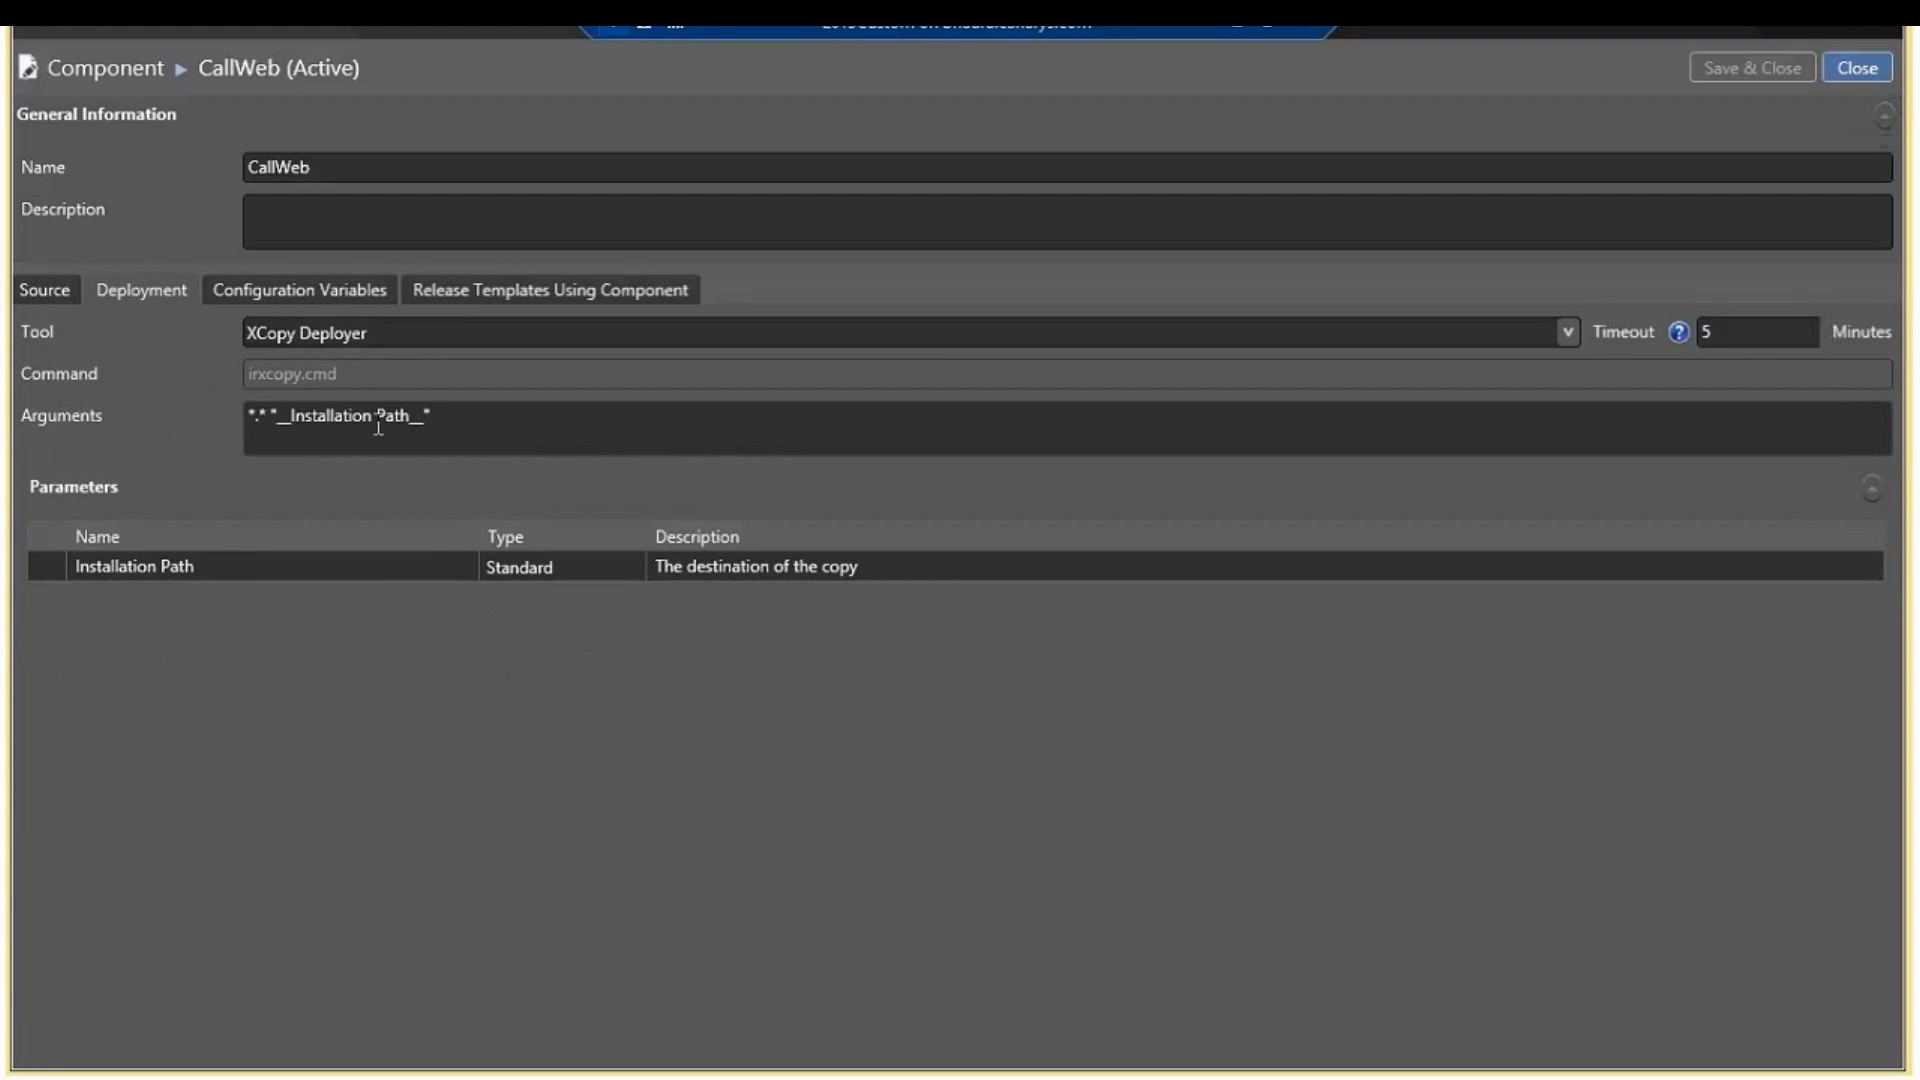 Component ▶ CallWeb (Active)
Save & Close
Close
General Information
Name
CallWeb
Description
Source
Deployment
Configuration Variables
Release Templates Using Component
Tool
XCopy Deployer
Timeout
5
Minutes
Command
irxcopy.cmd
Arguments
*.* "__Installation Path__"
Parameters
Name Type Description
Installation Path Standard The destination of the copy